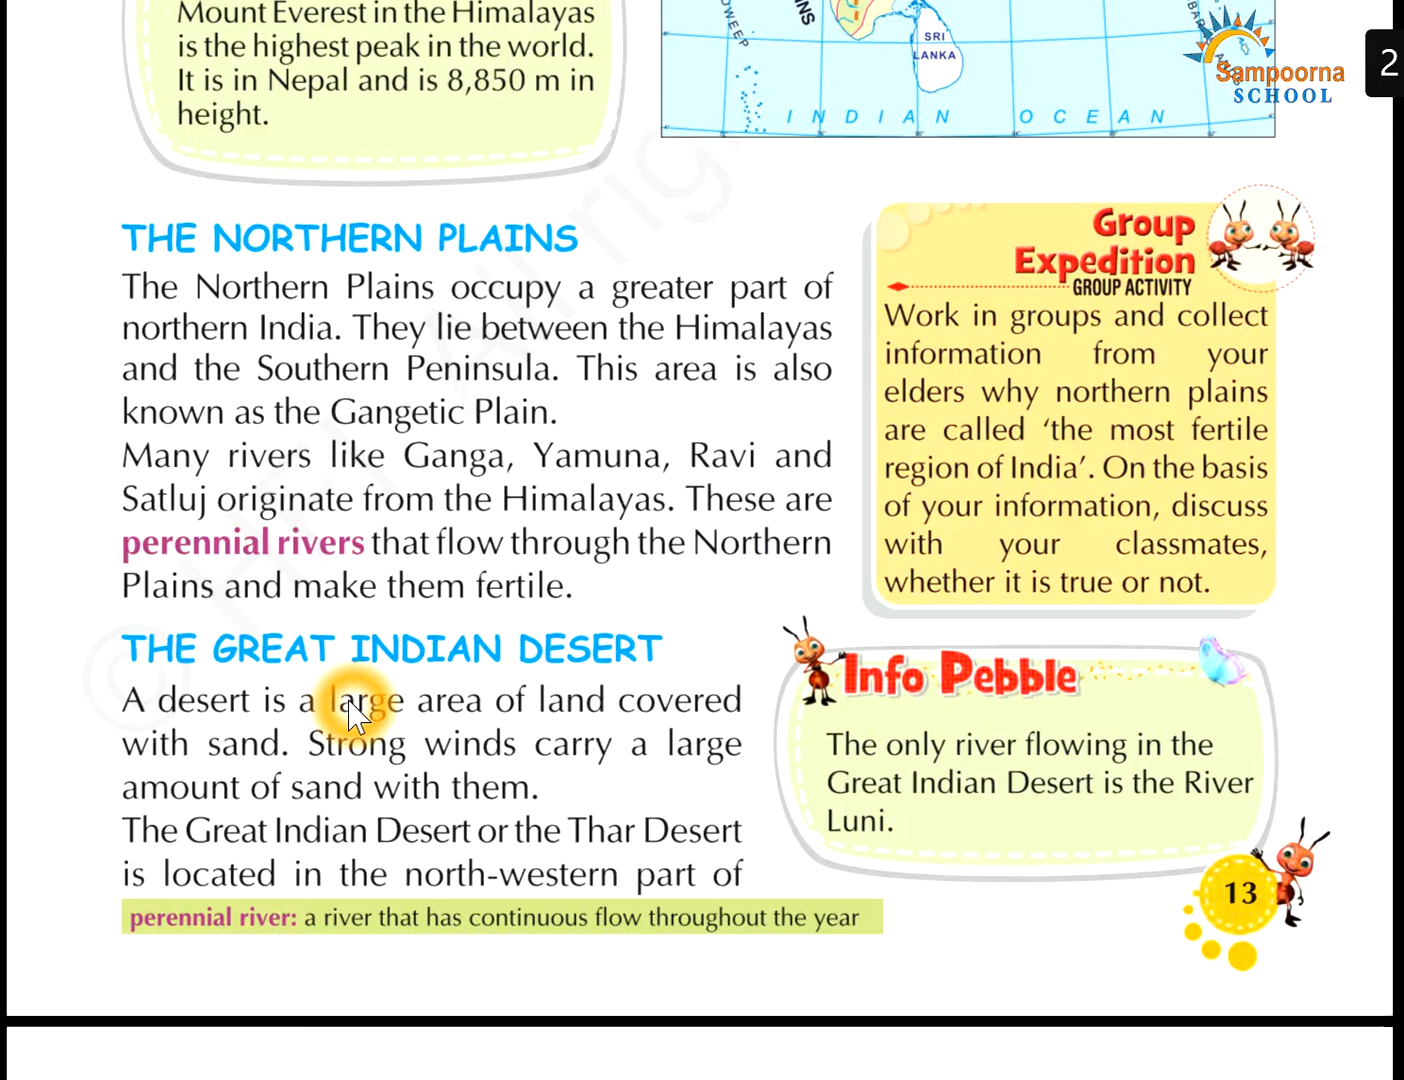 Mount Everest in the Himalayas
is the highest peak in the world.
It is in Nepal and is 8,850 m in
height.
SRI
LANKA
INDIAN OCEAN
Sampoorna
SCHOOL
2
THE NORTHERN PLAINS
The Northern Plains occupy a greater part of
northern India. They lie between the Himalayas
and the Southern Peninsula. This area is also
known as the Gangetic Plain.
Many rivers like Ganga, Yamuna, Ravi and
Satluj originate from the Himalayas. These are
perennial rivers that flow through the Northern
Plains and make them fertile.
Group
Expedition
GROUP ACTIVITY
Work in groups and collect
information from your
elders why northern plains
are called ‘the most fertile
region of India’. On the basis
of your information, discuss
with your classmates,
whether it is true or not.
THE GREAT INDIAN DESERT
A desert is a large area of land covered
with sand. Strong winds carry a large
amount of sand with them.
The Great Indian Desert or the Thar Desert
is located in the north-western part of
Info Pebble
The only river flowing in the
Great Indian Desert is the River
Luni.
perennial river: a river that has continuous flow throughout the year
13